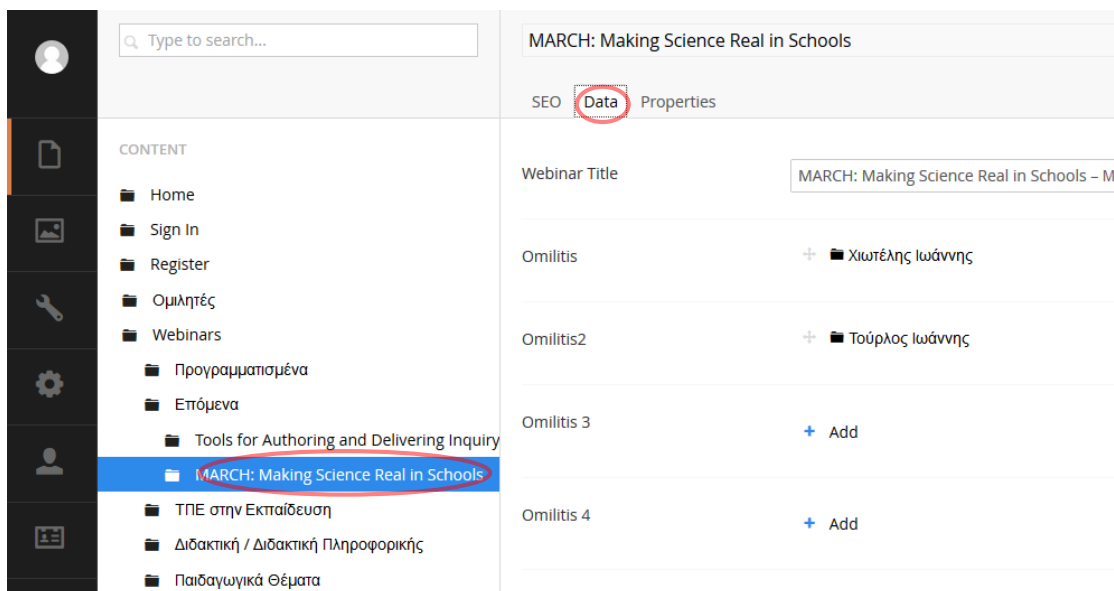 Type to search...
CONTENT
Home
Sign In
Register
Ομιλητές
Webinars
Προγραμματισμένα
Επόμενα
Tools for Authoring and Delivering Inquiry
MARCH: Making Science Real in Schools
ΤΠΕ στην Εκπαίδευση
Διδακτική / Διδακτική Πληροφορικής
Παιδαγωγικά Θέματα
MARCH: Making Science Real in Schools
SEO Data Properties
Webinar Title MARCH: Making Science Real in Schools – M
Omilitis Χιωτέλης Ιωάννης
Omilitis2 Τούρλος Ιωάννης
Omilitis 3 + Add
Omilitis 4 + Add